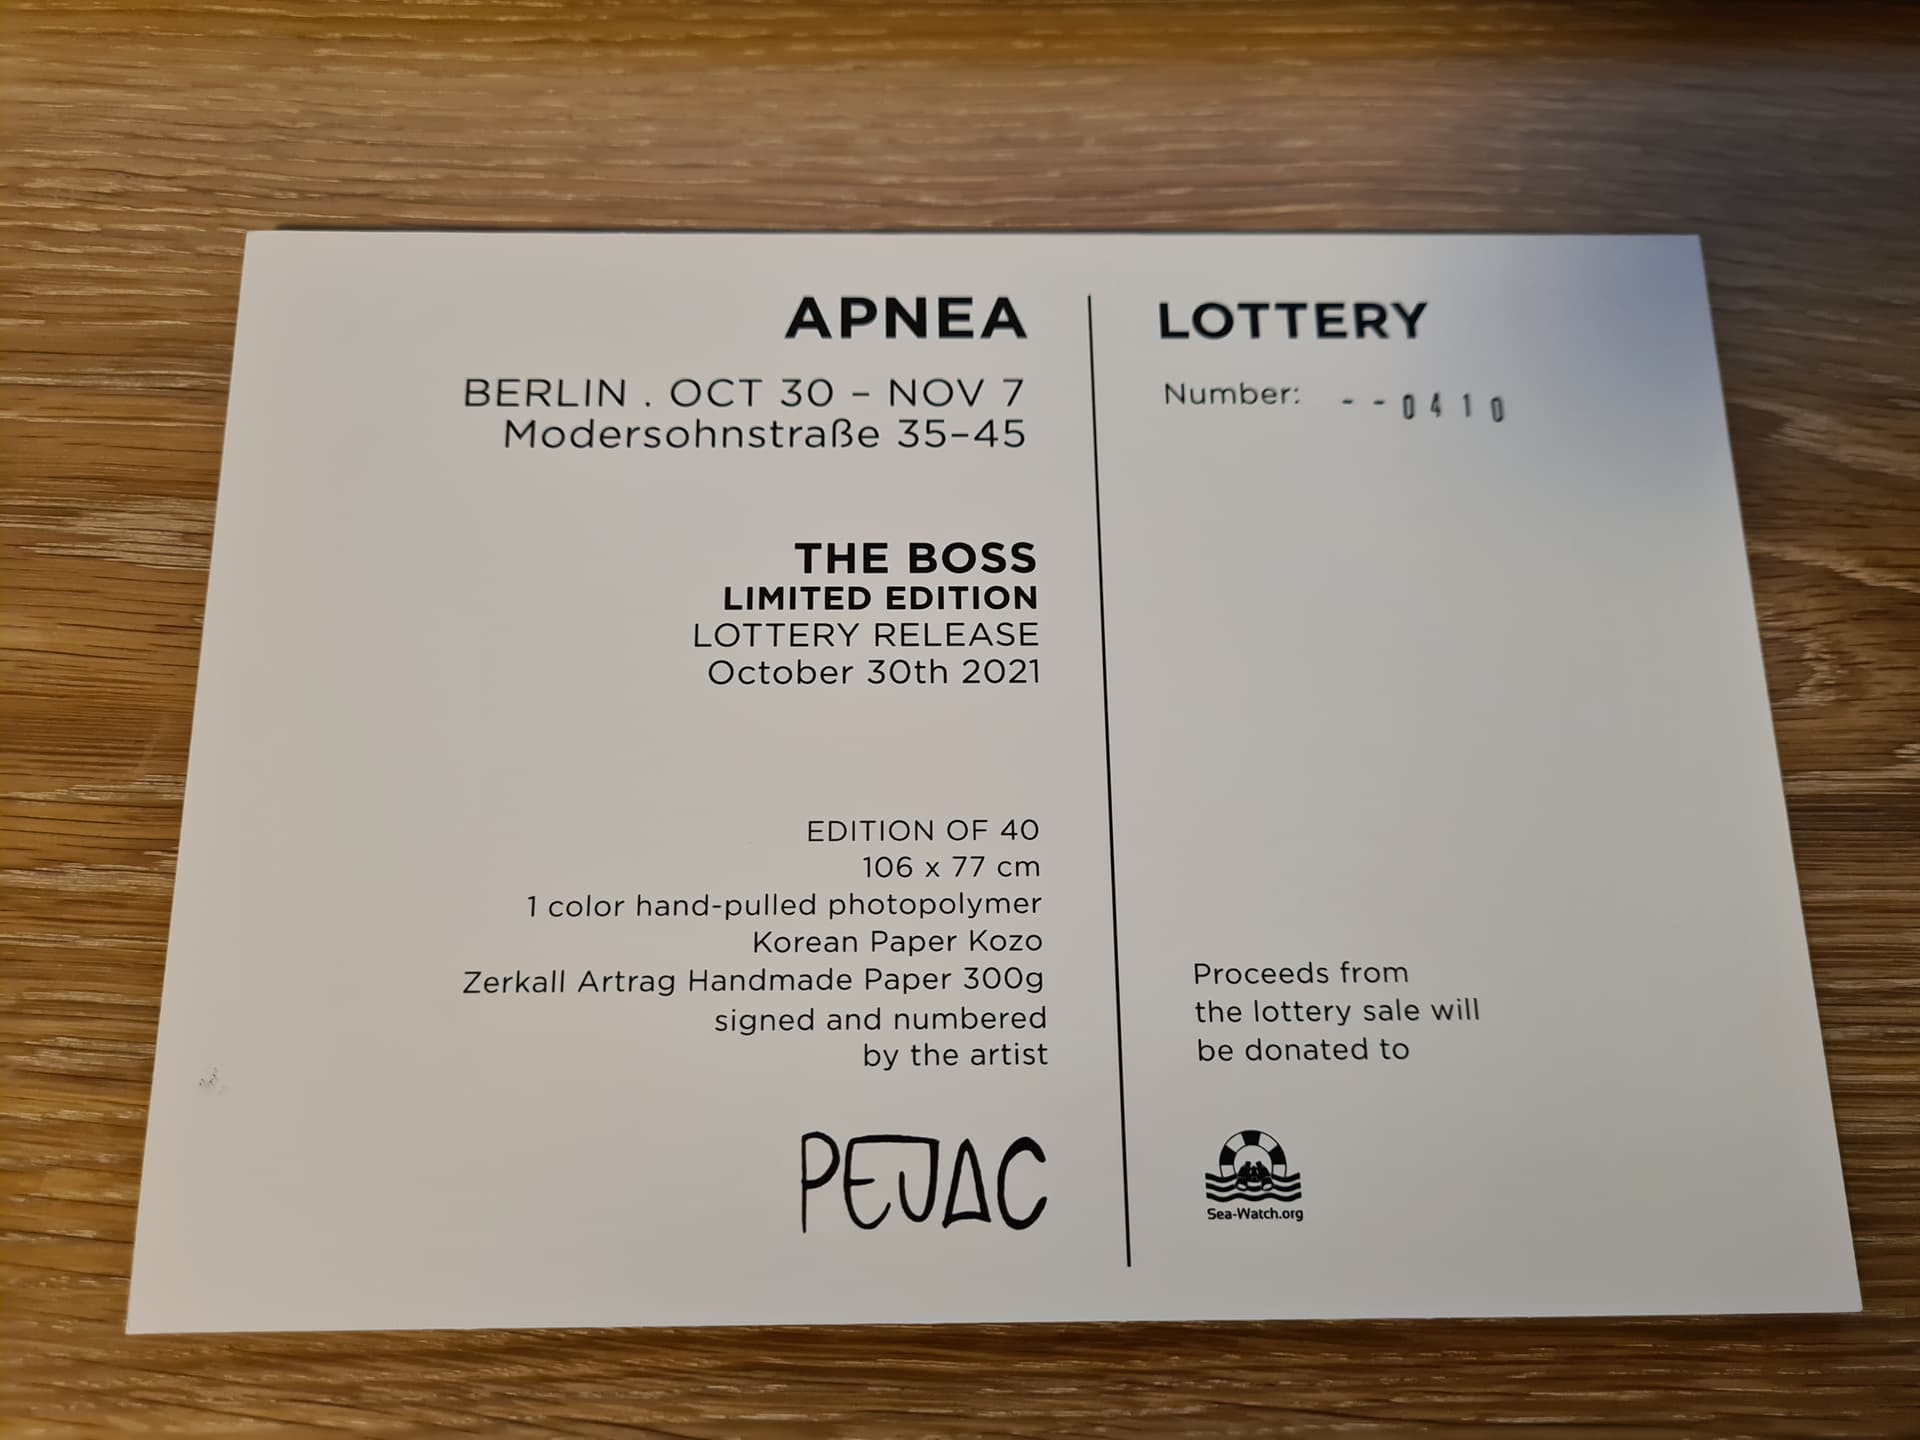 APNEA
BERLIN . OCT 30 – NOV 7
Modersohnstraße 35–45
THE BOSS
LIMITED EDITION
LOTTERY RELEASE
October 30th 2021
EDITION OF 40
106 x 77 cm
1 color hand-pulled photopolymer
Korean Paper Kozo
Zerkall Artrag Handmade Paper 300g
signed and numbered
by the artist
PEJAC
LOTTERY
Number: --0410
Proceeds from
the lottery sale will
be donated to
Sea-Watch.org